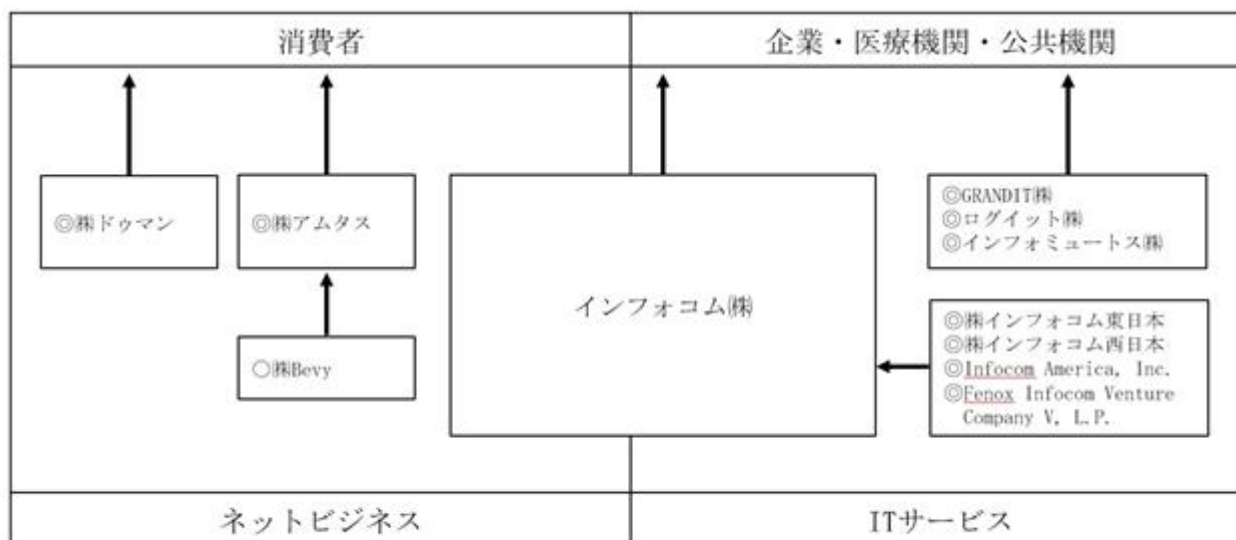 消費者
企業・医療機関・公共機関
◎㈱ドゥマン
◎㈱アムタス
○㈱Bevy
インフォコム㈱
◎GRANDIT㈱
◎ログイット㈱
◎インフォミュートス㈱
◎㈱インフォコム東日本
◎㈱インフォコム西日本
◎Infocom America, Inc.
◎Fenox Infocom Venture
Company V, L.P.
ネットビジネス
ITサービス